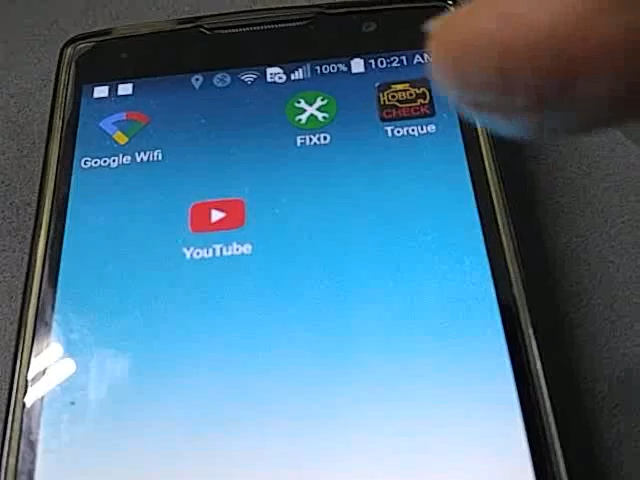 100% 10:21 AM
Google Wifi
FIXD
OBD
CHECK
Torque
YouTube